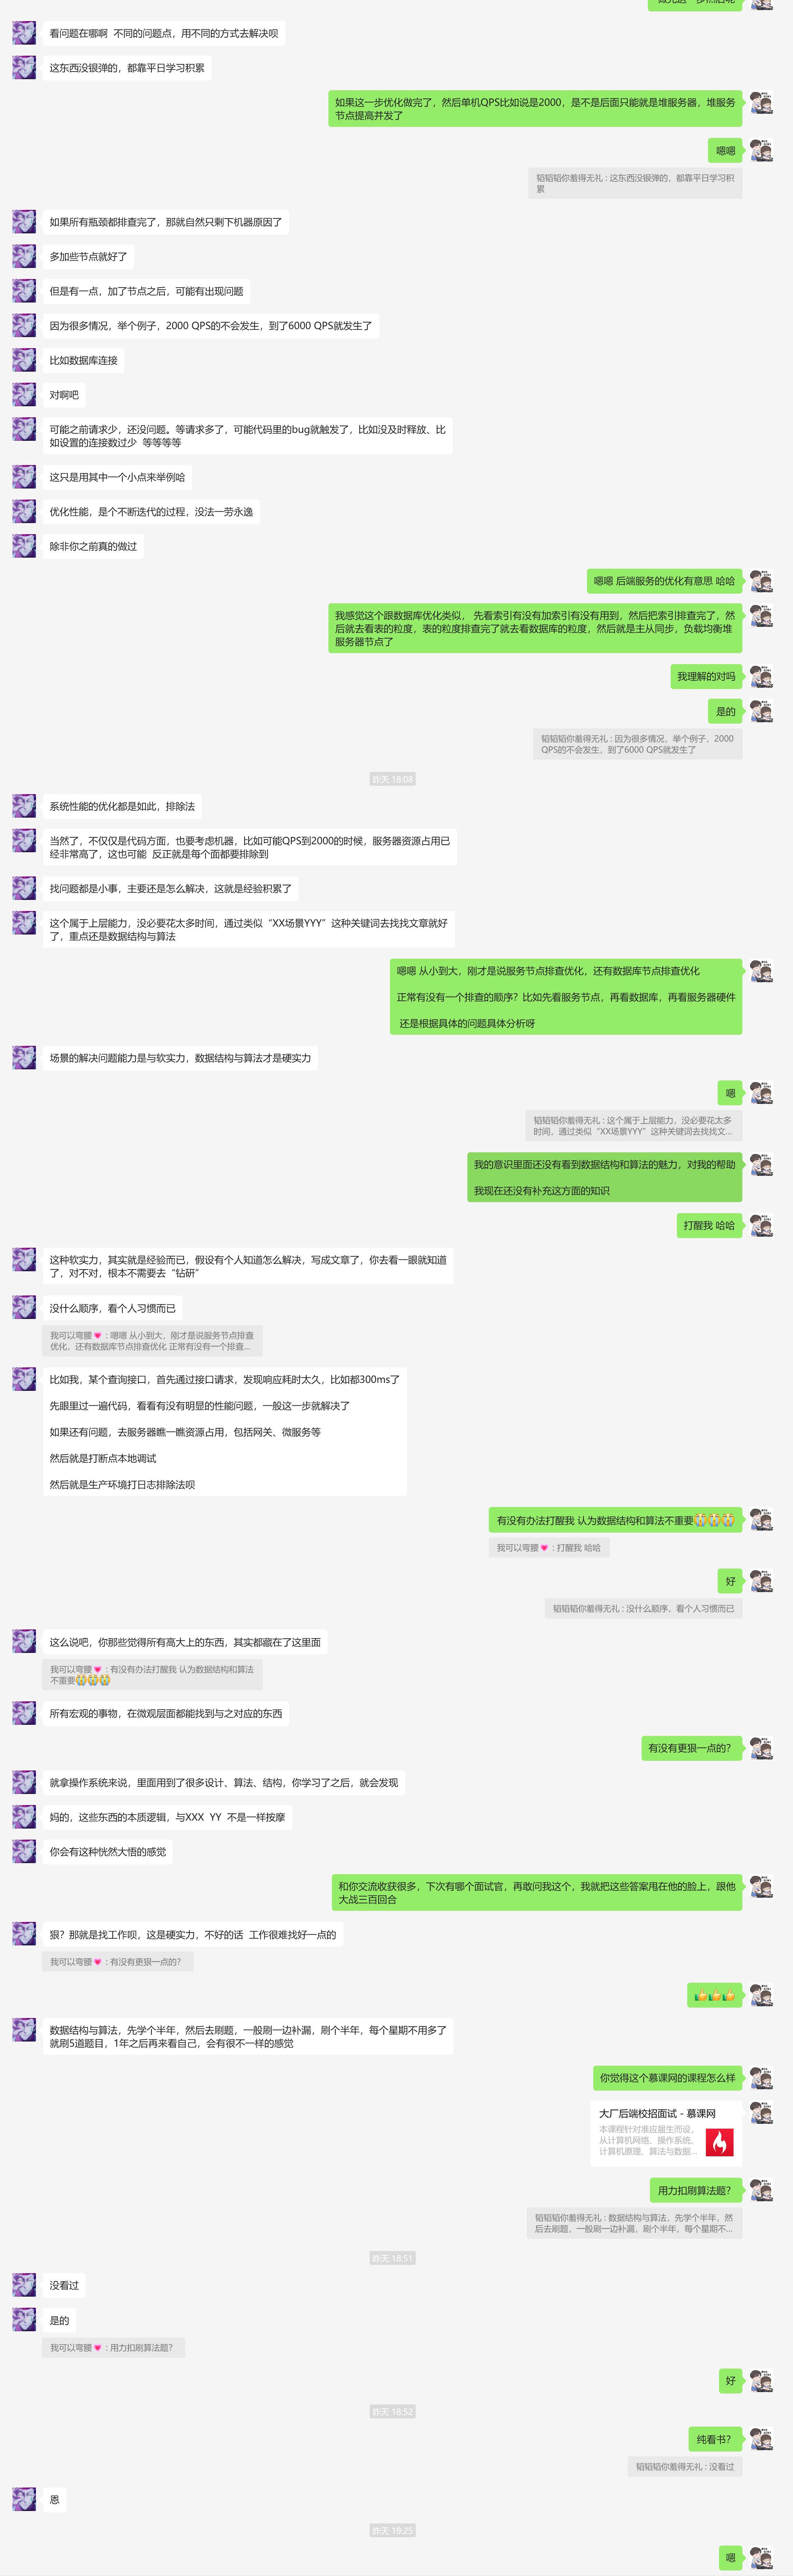 看问题在哪啊  不同的问题点，用不同的方式去解决呗
这东西没银弹的，都靠平日学习积累
如果这一步优化做完了，然后单机QPS比如说是2000，是不是后面只能就是堆服务器，堆服务
节点提高并发了
嗯嗯
韬韬韬你羞得无礼 : 这东西没银弹的，都靠平日学习积
累
如果所有瓶颈都排查完了，那就自然只剩下机器原因了
多加些节点就好了
但是有一点，加了节点之后，可能有出现问题
因为很多情况，举个例子，2000 QPS的不会发生，到了6000 QPS就发生了
比如数据库连接
对啊吧
可能之前请求少，还没问题。等请求多了，可能代码里的bug就触发了，比如没及时释放、比
如设置的连接数过少  等等等等
这只是用其中一个小点来举例哈
优化性能，是个不断迭代的过程，没法一劳永逸
除非你之前真的做过
嗯嗯 后端服务的优化有意思 哈哈
我感觉这个跟数据库优化类似， 先看索引有没有加索引有没有用到，然后把索引排查完了，然
后就去看表的粒度，表的粒度排查完了就去看数据库的粒度，然后就是主从同步，负载均衡堆
服务器节点了
我理解的对吗
是的
韬韬韬你羞得无礼 : 因为很多情况，举个例子，2000
QPS的不会发生，到了6000 QPS就发生了
昨天 18:08
系统性能的优化都是如此，排除法
当然了，不仅仅是代码方面，也要考虑机器，比如可能QPS到2000的时候，服务器资源占用已
经非常高了，这也可能  反正就是每个面都要排除到
找问题都是小事，主要还是怎么解决，这就是经验积累了
这个属于上层能力，没必要花太多时间，通过类似“XX场景YYY”这种关键词去找找文章就好
了，重点还是数据结构与算法
嗯嗯 从小到大，刚才是说服务节点排查优化，还有数据库节点排查优化
正常有没有一个排查的顺序？比如先看服务节点，再看数据库，再看服务器硬件
还是根据具体的问题具体分析呀
场景的解决问题能力是与软实力，数据结构与算法才是硬实力
嗯
韬韬韬你羞得无礼 : 这个属于上层能力，没必要花太多
时间，通过类似“XX场景YYY”这种关键词去找找文...
我的意识里面还没有看到数据结构和算法的魅力，对我的帮助
我现在还没有补充这方面的知识
打醒我 哈哈
这种软实力，其实就是经验而已，假设有个人知道怎么解决，写成文章了，你去看一眼就知道
了，对不对，根本不需要去“钻研”
没什么顺序，看个人习惯而已
我可以弯腰💗 : 嗯嗯 从小到大，刚才是说服务节点排查
优化，还有数据库节点排查优化 正常有没有一个排查...
比如我，某个查询接口，首先通过接口请求，发现响应耗时太久，比如都300ms了
先眼里过一遍代码，看看有没有明显的性能问题，一般这一步就解决了
如果还有问题，去服务器瞧一瞧资源占用，包括网关、微服务等
然后就是打断点本地调试
然后就是生产环境打日志排除法呗
有没有办法打醒我 认为数据结构和算法不重要😭😭😭
我可以弯腰💗 : 打醒我 哈哈
好
韬韬韬你羞得无礼 : 没什么顺序，看个人习惯而已
这么说吧，你那些觉得所有高大上的东西，其实都藏在了这里面
我可以弯腰💗 : 有没有办法打醒我 认为数据结构和算法
不重要😭😭😭
所有宏观的事物，在微观层面都能找到与之对应的东西
有没有更狠一点的？
就拿操作系统来说，里面用到了很多设计、算法、结构，你学习了之后，就会发现
妈的，这些东西的本质逻辑，与XXX  YY  不是一样按摩
你会有这种恍然大悟的感觉
和你交流收获很多，下次有哪个面试官，再敢问我这个，我就把这些答案甩在他的脸上，跟他
大战三百回合
狠？那就是找工作呗，这是硬实力，不好的话  工作很难找好一点的
我可以弯腰💗 : 有没有更狠一点的？
👍👍👍
数据结构与算法，先学个半年，然后去刷题，一般刷一边补漏，刷个半年，每个星期不用多了
就刷5道题目，1年之后再来看自己，会有很不一样的感觉
你觉得这个慕课网的课程怎么样
大厂后端校招面试 - 慕课网
本课程针对准应届生而设，
从计算机网络、操作系统、
计算机原理、算法与数据...
用力扣刷算法题？
韬韬韬你羞得无礼 : 数据结构与算法，先学个半年，然
后去刷题，一般刷一边补漏，刷个半年，每个星期不...
昨天 18:51
没看过
是的
我可以弯腰💗 : 用力扣刷算法题？
好
昨天 18:52
纯看书？
韬韬韬你羞得无礼 : 没看过
恩
昨天 19:25
嗯